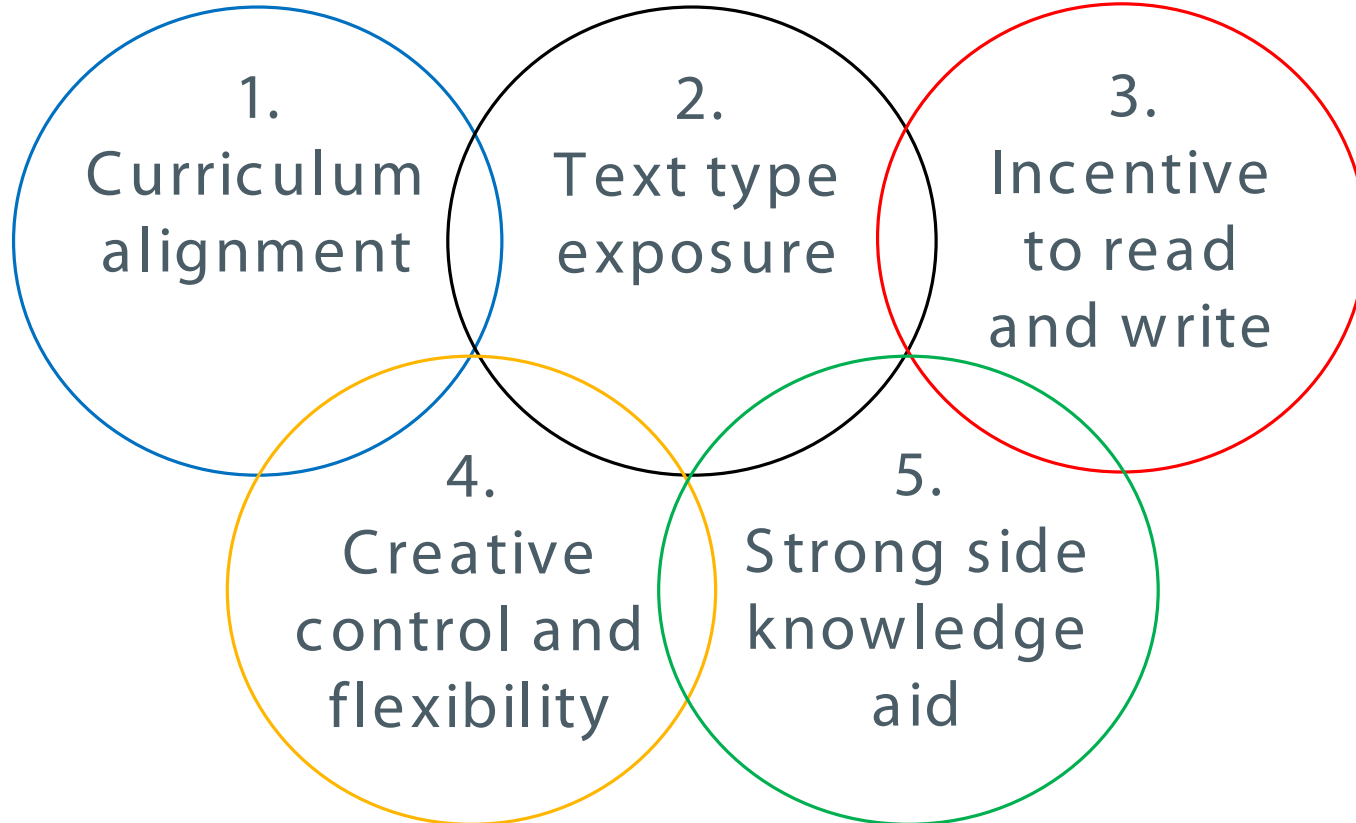 1.
Curriculum
alignment
2.
Text type
exposure
3.
Incentive
to read
and write
4.
Creative
control and
flexibility
5.
Strong side
knowledge
aid